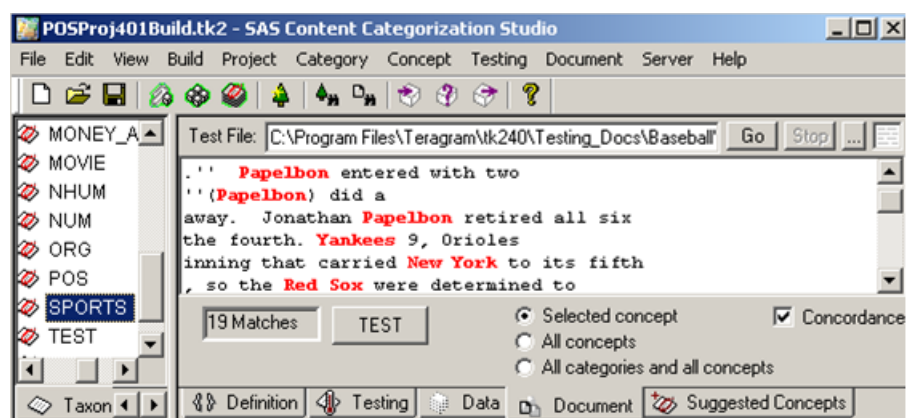 POSProj401Build.tk2 - SAS Content Categorization Studio
File Edit View Build Project Category Concept Testing Document Server Help
MONEY_A
MOVIE
NHUM
NUM
ORG
POS
SPORTS
TEST
Taxon
Test File: C:\Program Files\Teragram\tk240\Testing_Docs\Baseball\ Go Stop ...
.'' Papelbon entered with two
''(Papelbon) did a
away. Jonathan Papelbon retired all six
the fourth. Yankees 9, Orioles
inning that carried New York to its fifth
, so the Red Sox were determined to
19 Matches TEST
Selected concept
All concepts
All categories and all concepts
Concordance
Definition Testing Data Document Suggested Concepts